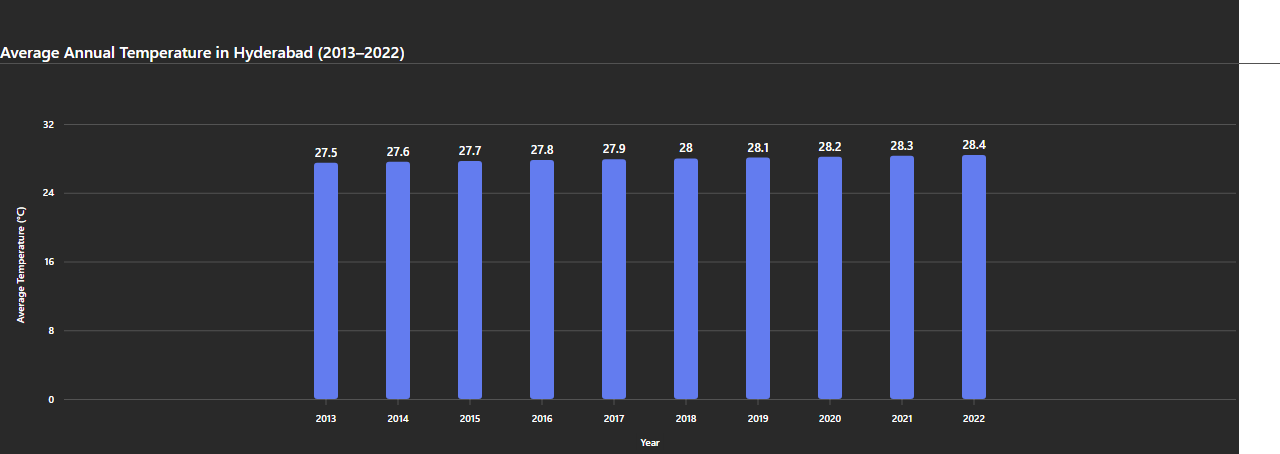 Average Annual Temperature in Hyderabad (2013–2022)
32
24
16
8
0
Average Temperature (°C)
27.5 27.6 27.7 27.8 27.9 28 28.1 28.2 28.3 28.4
2013 2014 2015 2016 2017 2018 2019 2020 2021 2022
Year